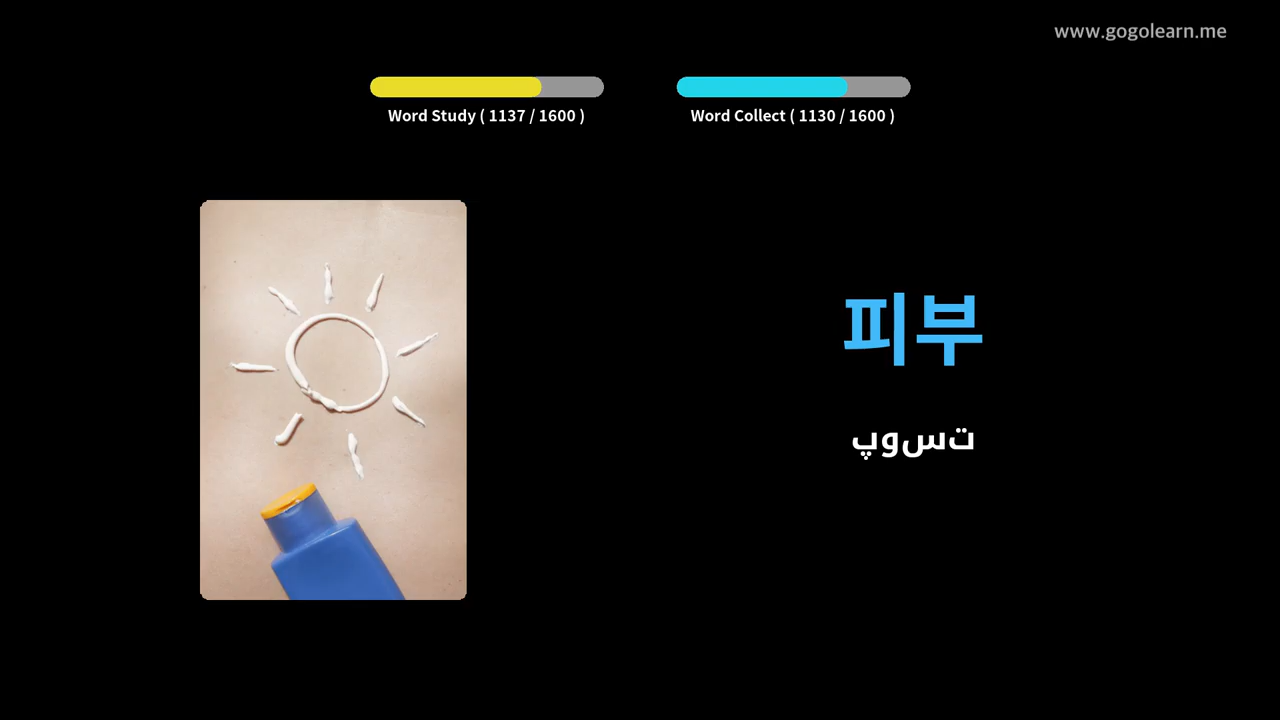 www.gogolearn.me
Word Study ( 1137 / 1600 )
Word Collect ( 1130 / 1600 )
피부
تسوپ